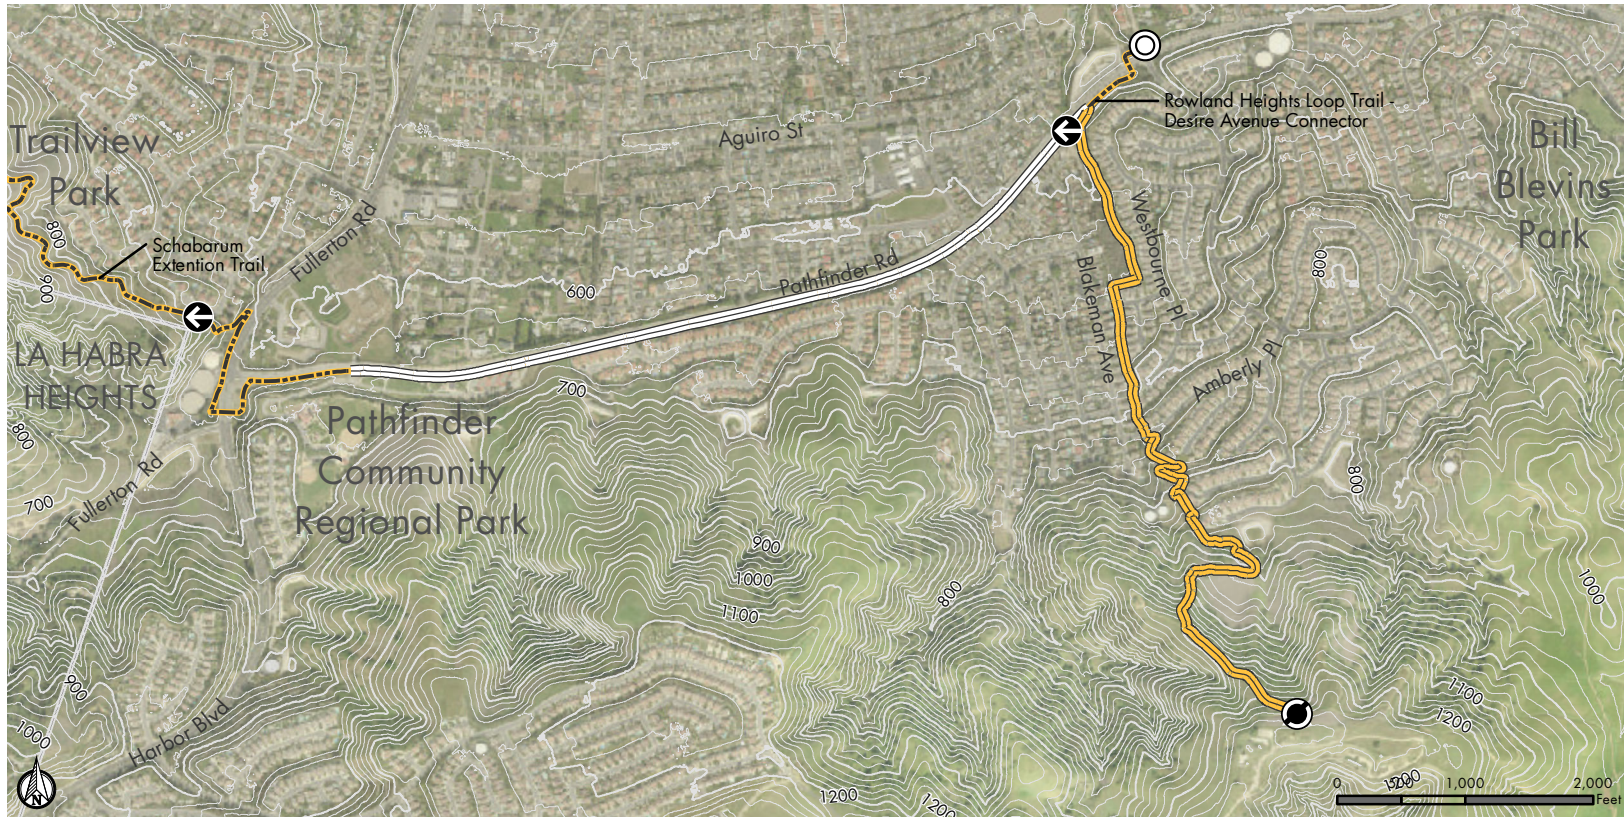 Rowland Heights Loop Trail -
Desire Avenue Connector
Aguiro St
Bill
Blevins
Park
Trailview
Park
Westbourne Pl
Fullerton Rd
800
Schabarum
Extention Trail
900
Pathfinder Rd
Blakeman Ave
800
600
LA HABRA
HEIGHTS
Amberly Pl
700
Pathfinder
Community
Regional Park
800
Fullerton Rd
700
800
900
1000
1100
800
1000
900
1100
1200
Harbor Blvd
1000
N
1200
1200
1200
0 500 1,000 2,000
Feet